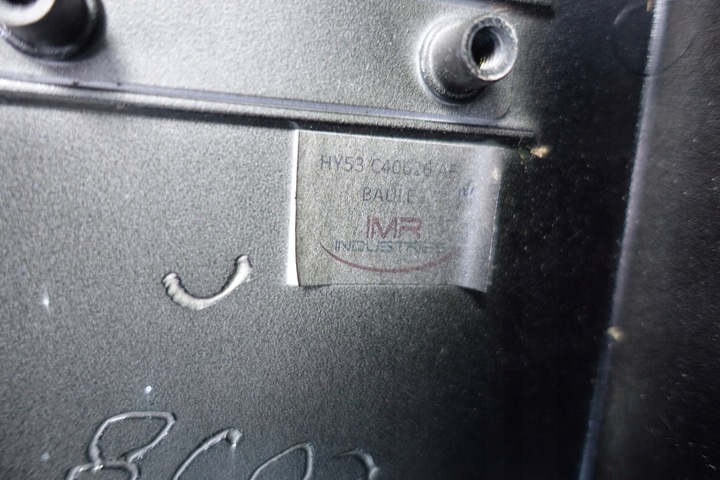 HY53 C40626 AF
BAULE
IMR
INDUSTRIES